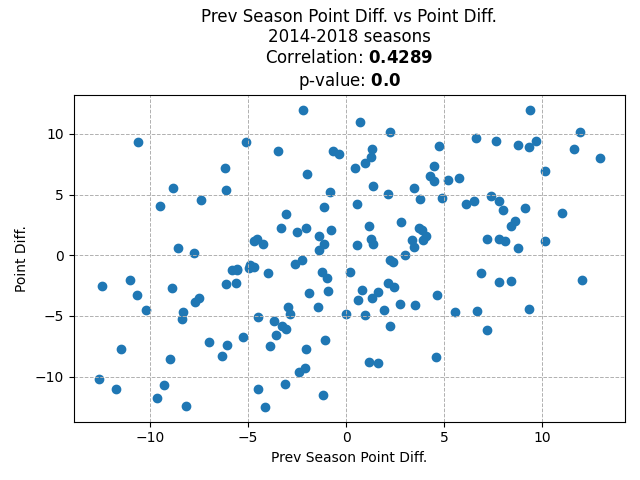 Prev Season Point Diff. vs Point Diff.
2014-2018 seasons
Correlation: 0.4289
p-value: 0.0
10
5
0
−5
−10
Point Diff.
−10 −5 0 5 10
Prev Season Point Diff.